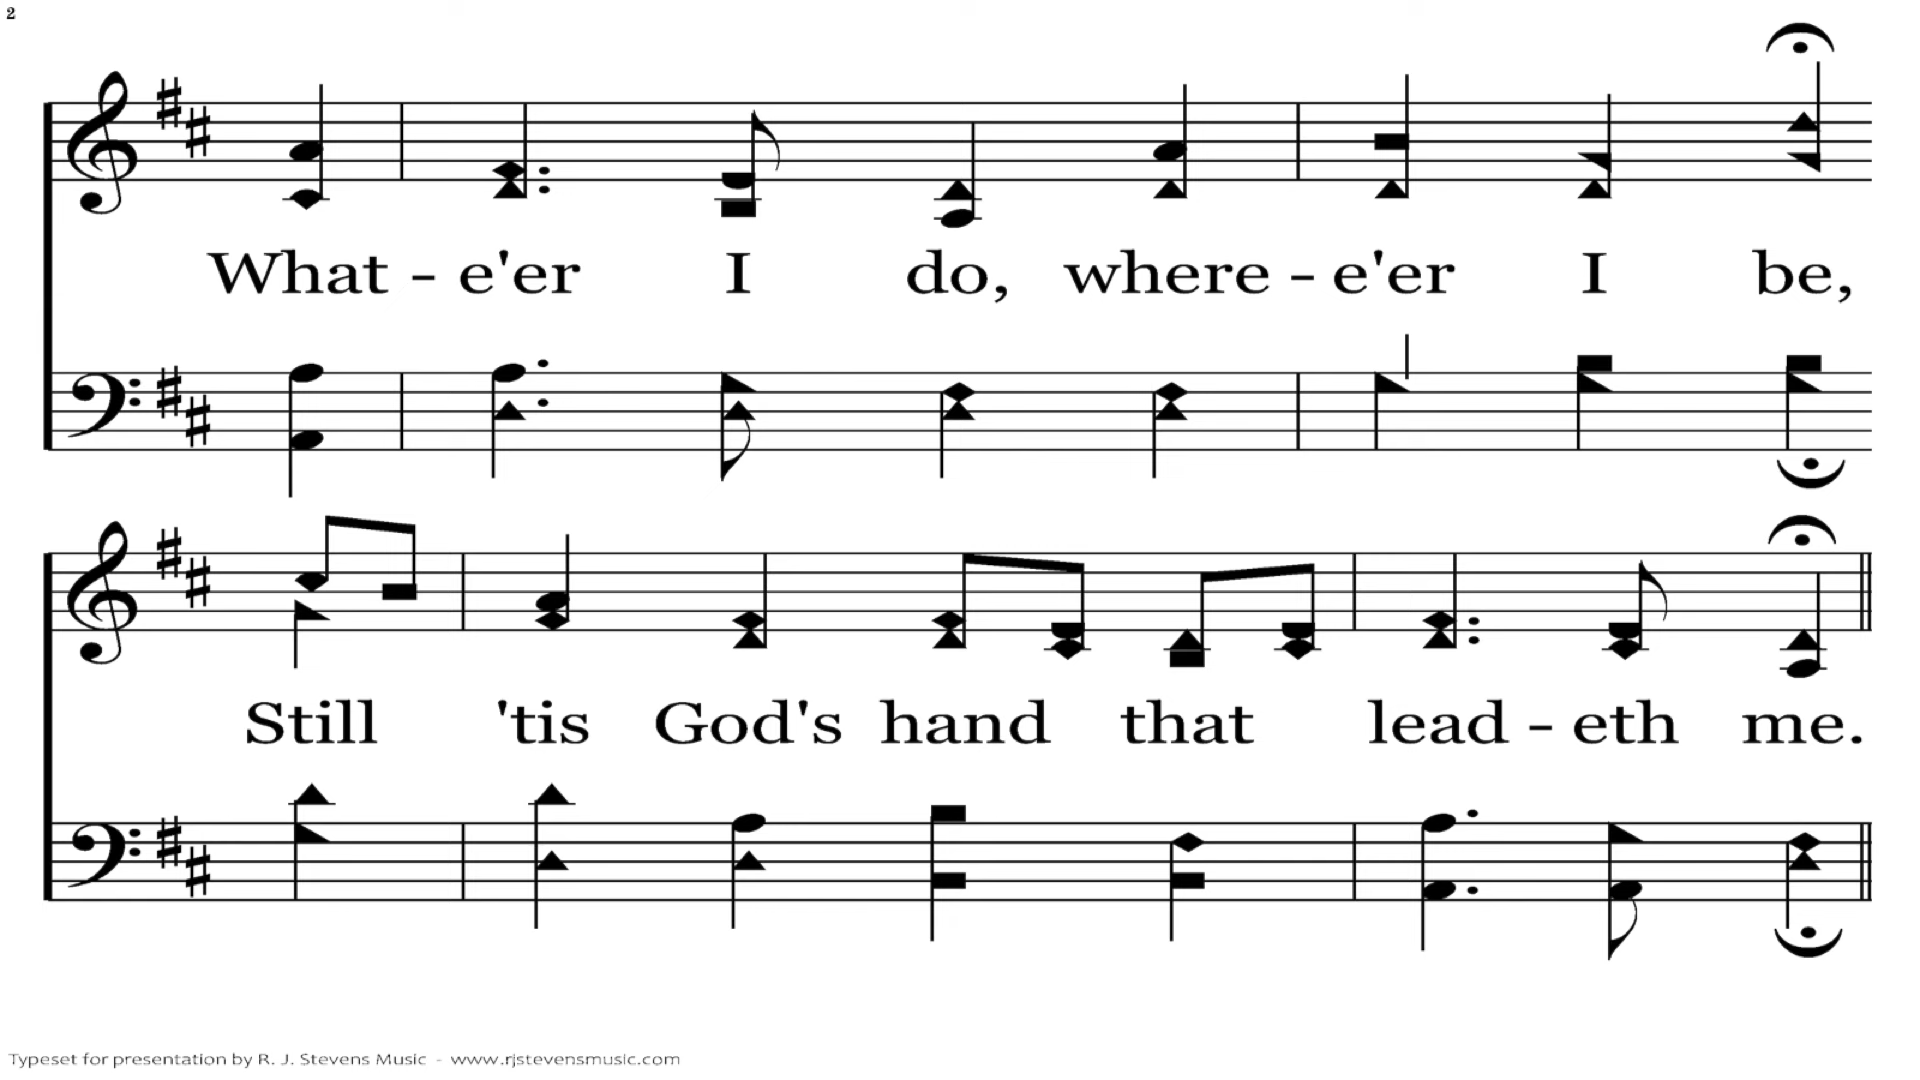 2
What - e'er I do, where - e'er I be,
Still 'tis God's hand that lead - eth me.
Typeset for presentation by R. J. Stevens Music - www.rjstevensmusic.com